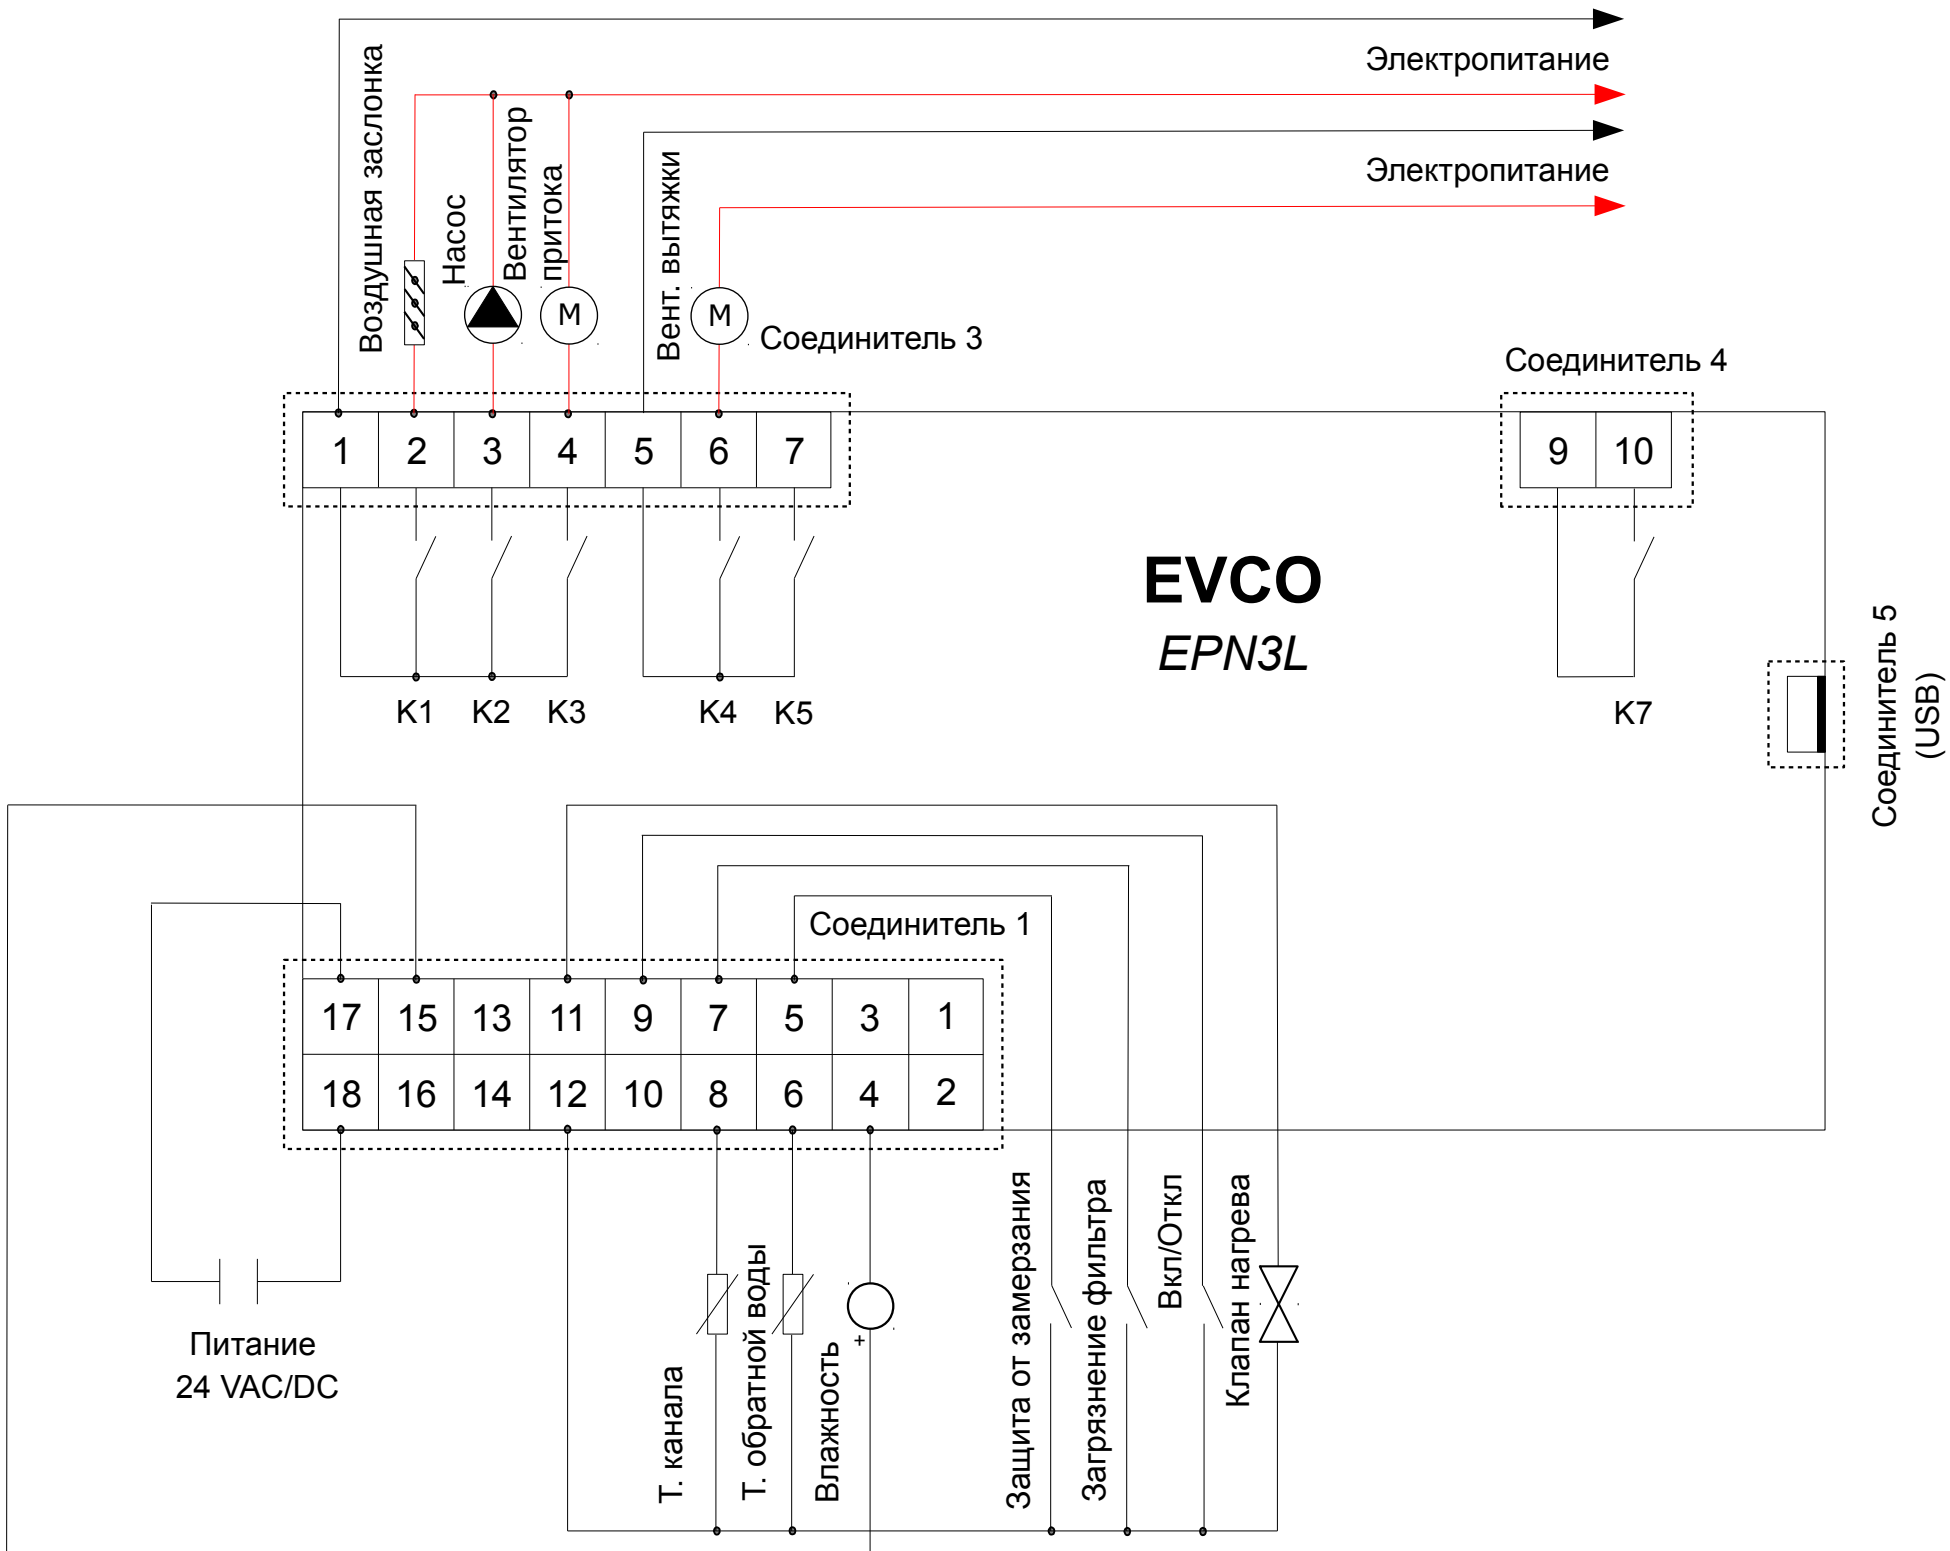 Электропитание
Электропитание
Воздушная заслонка
Насос
Вентилятор
притока
Вент. вытяжки
M
M
Соединитель 3
Соединитель 4
1 2 3 4 5 6 7
9 10
EVCO
EPN3L
K1 K2 K3 K4 K5 K7
Соединитель 5
(USB)
Соединитель 1
17 15 13 11 9 7 5 3 1
18 16 14 12 10 8 6 4 2
Питание
24 VAC/DC
Т. канала
Т. обратной воды
Влажность
+
Защита от замерзания
Загрязнение фильтра
Вкл/Откл
Клапан нагрева